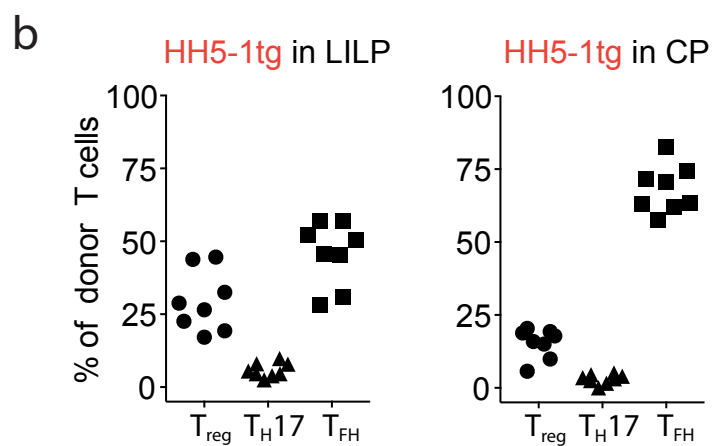 b
HH5-1tg in LILP
HH5-1tg in CP
% of donor T cells
100
75
50
25
0
Treg TH17 TFH
100
75
50
25
0
Treg TH17 TFH